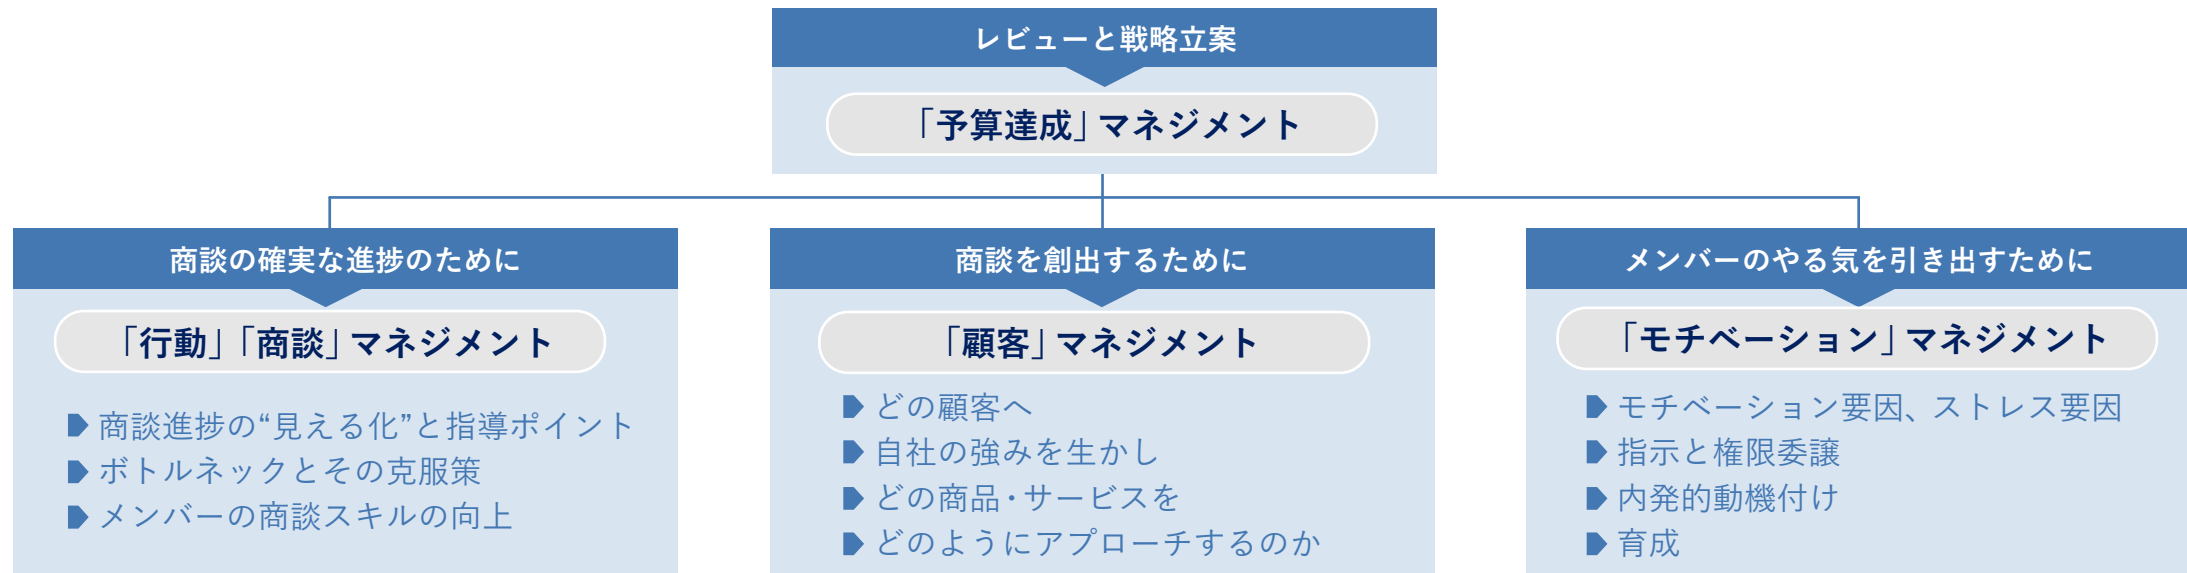 レビューと戦略立案
「予算達成」マネジメント
商談の確実な進捗のために
「行動」「商談」マネジメント
商談進捗の“見える化”と指導ポイント
ボトルネックとその克服策
メンバーの商談スキルの向上
商談を創出するために
「顧客」マネジメント
どの顧客へ
自社の強みを生かし
どの商品・サービスを
どのようにアプローチするのか
メンバーのやる気を引き出すために
「モチベーション」マネジメント
モチベーション要因、ストレス要因
指示と権限委譲
内発的動機付け
育成